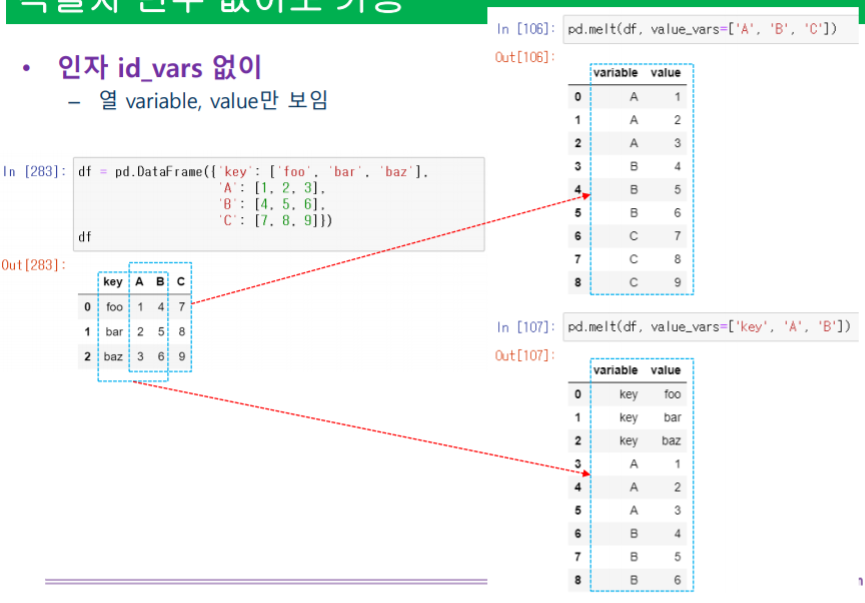 없이도 가능
• 인자 id_vars 없이
– 열 variable, value만 보임
In [283]: df = pd.DataFrame({'key': ['foo', 'bar', 'baz'],
'A': [1, 2, 3],
'B': [4, 5, 6],
'C': [7, 8, 9]})
df
Out[283]:
key A B C
0 foo 1 4 7
1 bar 2 5 8
2 baz 3 6 9
In [106]: pd.melt(df, value_vars=['A', 'B', 'C'])
Out[106]:
variable value
0 A 1
1 A 2
2 A 3
3 B 4
4 B 5
5 B 6
6 C 7
7 C 8
8 C 9
In [107]: pd.melt(df, value_vars=['key', 'A', 'B'])
Out[107]:
variable value
0 key foo
1 key bar
2 key baz
3 A 1
4 A 2
5 A 3
6 B 4
7 B 5
8 B 6